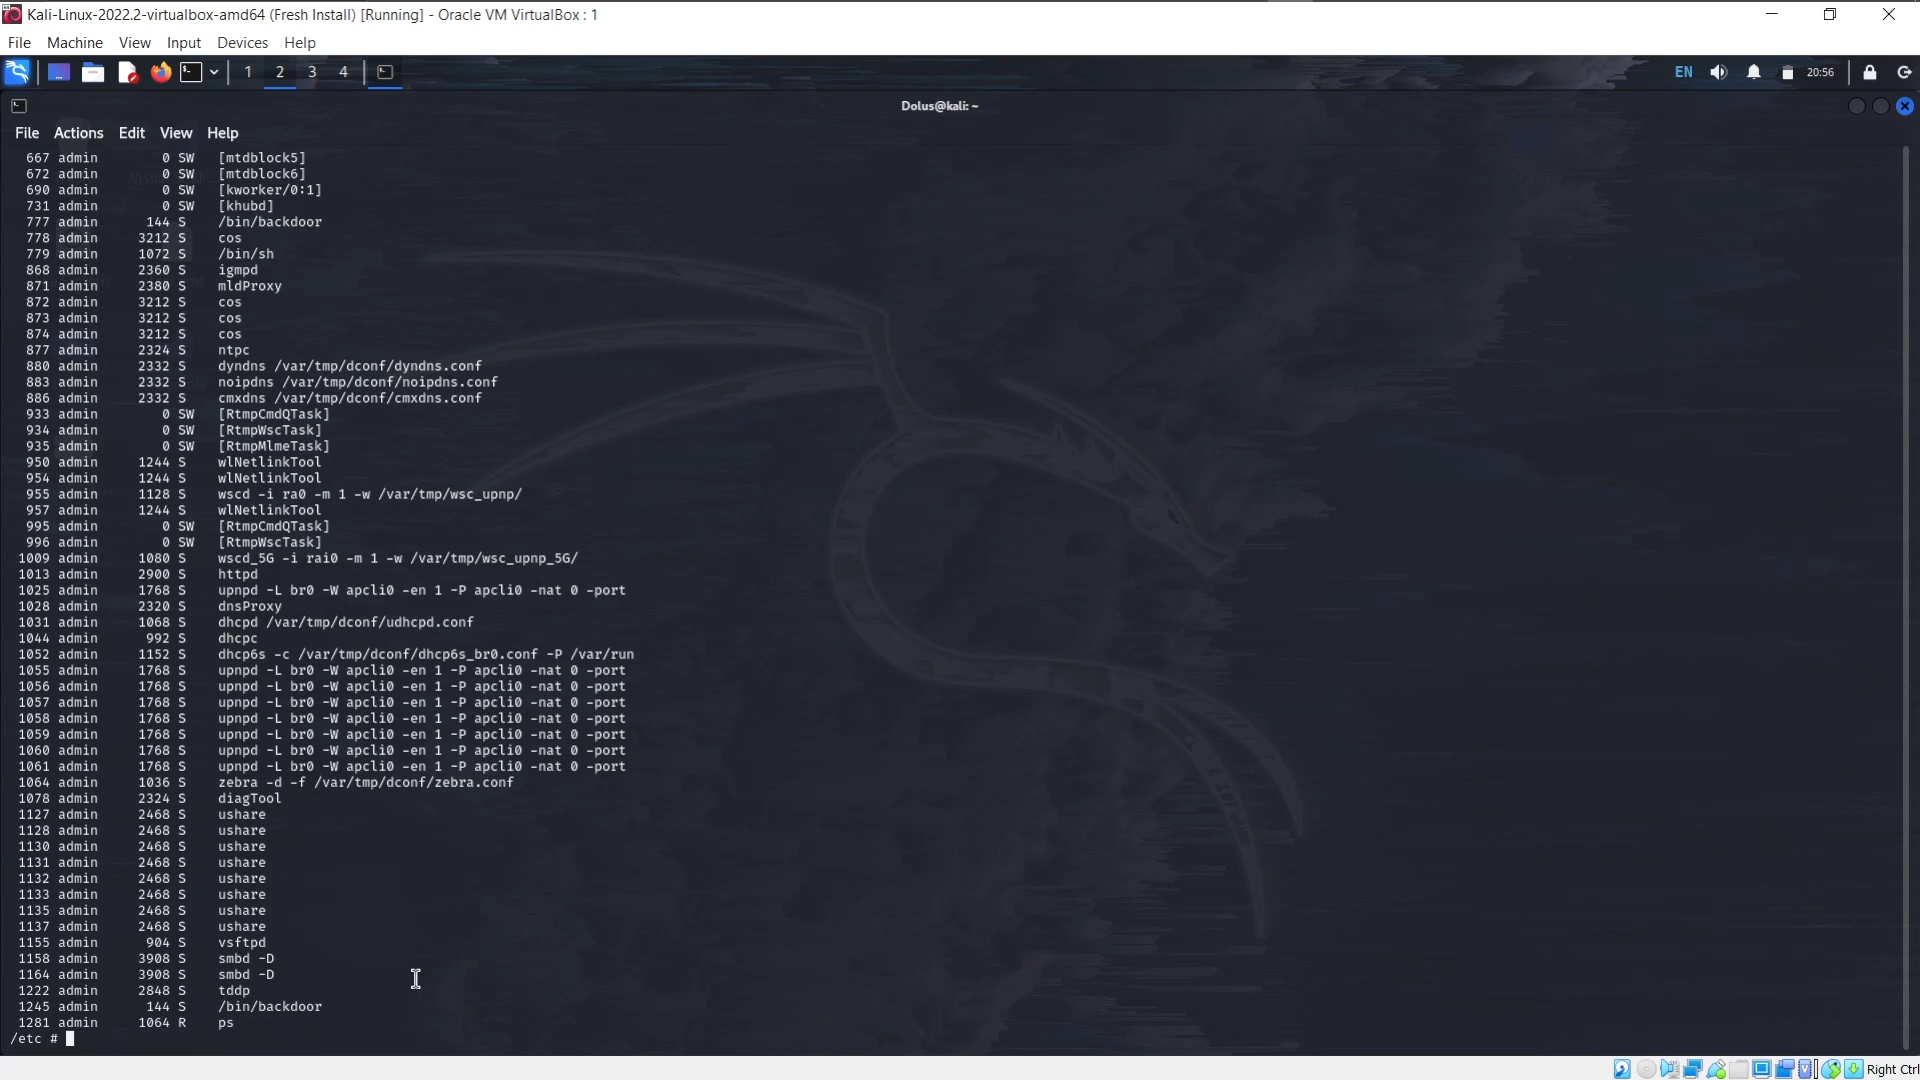 Kali-Linux-2022.2-virtualbox-amd64 (Fresh Install) [Running] - Oracle VM VirtualBox : 1
File Machine View Input Devices Help
1 2 3 4 EN 20:56
Dolus@kali: ~
File Actions Edit View Help
667 admin 0 SW [mtdblock5]
672 admin 0 SW [mtdblock6]
690 admin 0 SW [kworker/0:1]
731 admin 0 SW [khubd]
777 admin 144 S /bin/backdoor
778 admin 3212 S cos
779 admin 1072 S /bin/sh
868 admin 2360 S igmpd
871 admin 2380 S mldProxy
872 admin 3212 S cos
873 admin 3212 S cos
874 admin 3212 S cos
877 admin 2324 S ntpc
880 admin 2332 S dyndns /var/tmp/dconf/dyndns.conf
883 admin 2332 S noipdns /var/tmp/dconf/noipdns.conf
886 admin 2332 S cmxdns /var/tmp/dconf/cmxdns.conf
933 admin 0 SW [RtmpCmdQTask]
934 admin 0 SW [RtmpWscTask]
935 admin 0 SW [RtmpMlmeTask]
950 admin 1244 S wlNetlinkTool
954 admin 1244 S wlNetlinkTool
955 admin 1128 S wscd -i ra0 -m 1 -w /var/tmp/wsc_upnp/
957 admin 1244 S wlNetlinkTool
995 admin 0 SW [RtmpCmdQTask]
996 admin 0 SW [RtmpWscTask]
1009 admin 1080 S wscd_5G -i rai0 -m 1 -w /var/tmp/wsc_upnp_5G/
1013 admin 2900 S httpd
1025 admin 1768 S upnpd -L br0 -W apcli0 -en 1 -P apcli0 -nat 0 -port
1028 admin 2320 S dnsProxy
1031 admin 1068 S dhcpd /var/tmp/dconf/udhcpd.conf
1044 admin 992 S dhcpc
1052 admin 1152 S dhcp6s -c /var/tmp/dconf/dhcp6s_br0.conf -P /var/run
1055 admin 1768 S upnpd -L br0 -W apcli0 -en 1 -P apcli0 -nat 0 -port
1056 admin 1768 S upnpd -L br0 -W apcli0 -en 1 -P apcli0 -nat 0 -port
1057 admin 1768 S upnpd -L br0 -W apcli0 -en 1 -P apcli0 -nat 0 -port
1058 admin 1768 S upnpd -L br0 -W apcli0 -en 1 -P apcli0 -nat 0 -port
1059 admin 1768 S upnpd -L br0 -W apcli0 -en 1 -P apcli0 -nat 0 -port
1060 admin 1768 S upnpd -L br0 -W apcli0 -en 1 -P apcli0 -nat 0 -port
1061 admin 1768 S upnpd -L br0 -W apcli0 -en 1 -P apcli0 -nat 0 -port
1064 admin 1036 S zebra -d -f /var/tmp/dconf/zebra.conf
1078 admin 2324 S diagTool
1127 admin 2468 S ushare
1128 admin 2468 S ushare
1130 admin 2468 S ushare
1131 admin 2468 S ushare
1132 admin 2468 S ushare
1133 admin 2468 S ushare
1135 admin 2468 S ushare
1137 admin 2468 S ushare
1155 admin 904 S vsftpd
1158 admin 3908 S smbd -D
1164 admin 3908 S smbd -D
1222 admin 2848 S tddp
1245 admin 144 S /bin/backdoor
1281 admin 1064 R ps
/etc #
Right Ctrl